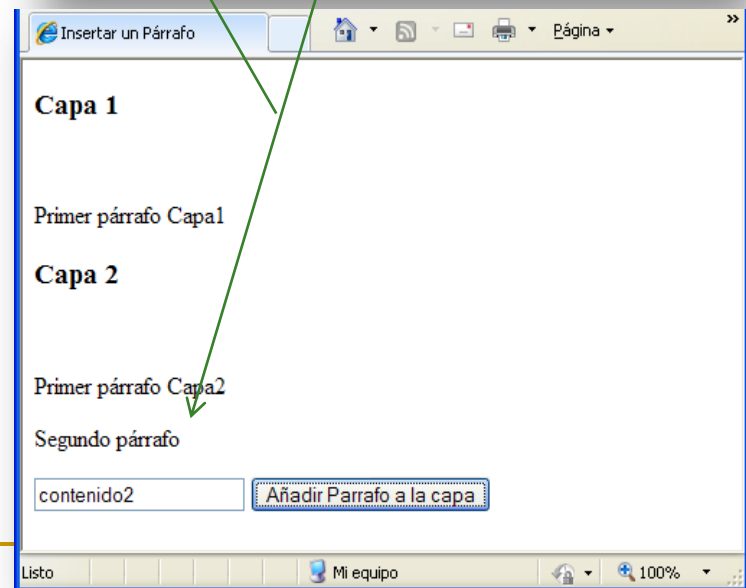 Insertar un Párrafo
Página
»
Capa 1
Primer párrafo Capa1
Capa 2
Primer párrafo Capa2
Segundo párrafo
contenido2 Añadir Parrafo a la capa
Listo Mi equipo 100%